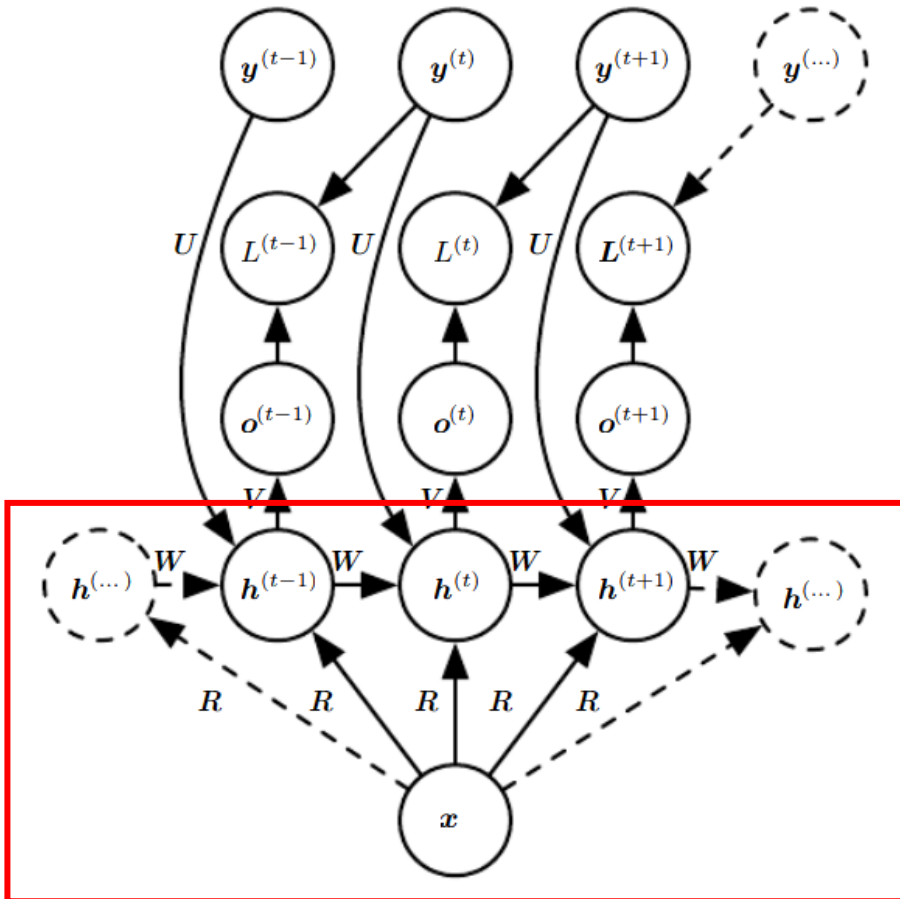 y^(t−1) y^(t) y^(t+1) y^(...)
U L^(t−1) U L^(t) U L^(t+1)
o^(t−1) o^(t) o^(t+1)
V V V
W W W W
h^(...) h^(t−1) h^(t) h^(t+1) h^(...)
R R R R R
x